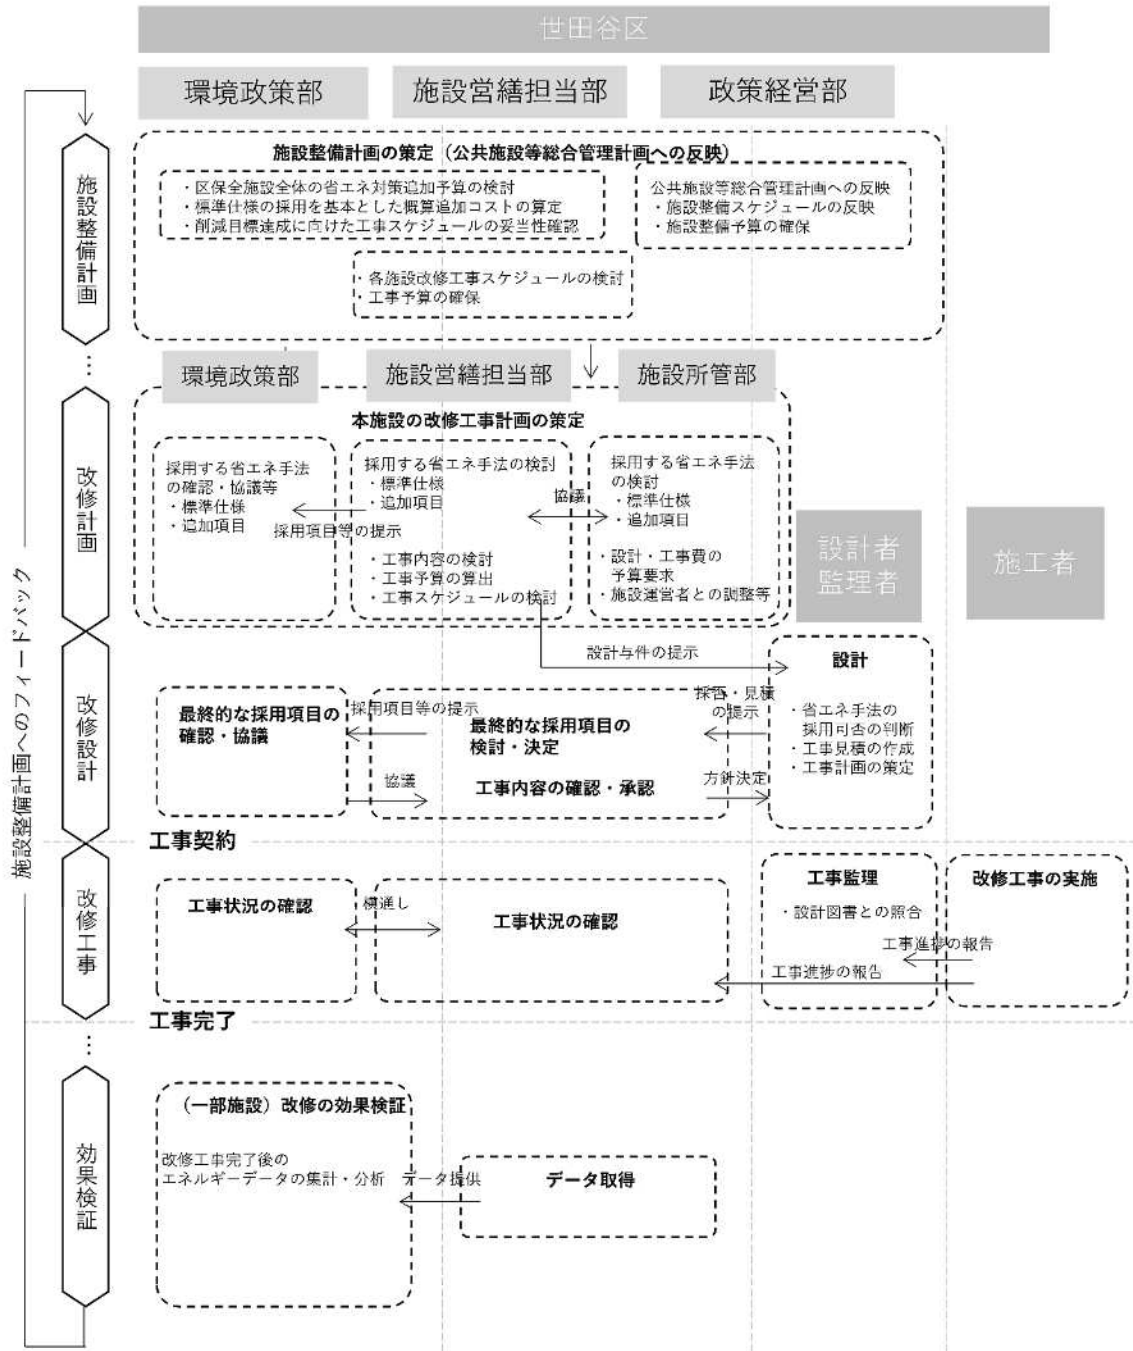 世田谷区
環境政策部
施設営繕担当部
政策経営部
施設整備計画
施設整備計画の策定（公共施設等総合管理計画への反映）
・区保全施設全体の省エネ対策追加予算の検討
・標準仕様の採用を基本とした概算追加コストの算定
・削減目標達成に向けた工事スケジュールの妥当性確認
公共施設等総合管理計画への反映
・施設整備スケジュールの反映
・施設整備予算の確保
・各施設改修工事スケジュールの検討
・工事予算の確保
…
環境政策部
施設営繕担当部
施設所管部
改修計画
本施設の改修工事計画の策定
採用する省エネ手法
の確認・協議等
・標準仕様
・追加項目
採用項目等の提示
採用する省エネ手法の検討
・標準仕様
・追加項目
・工事内容の検討
・工事予算の算出
・工事スケジュールの検討
協議
採用する省エネ手法
の検討
・標準仕様
・追加項目
・設計・工事費の
予算要求
・施設運営者との調整等
設計者
監理者
施工者
施設整備計画へのフィードバック
改修設計
設計与件の提示
設計
・省エネ手法の
採用可否の判断
・工事見積の作成
・工事計画の策定
最終的な採用項目の
確認・協議
採用項目等の提示
協議
最終的な採用項目の
検討・決定
工事内容の確認・承認
採否・見積
の提示
方針決定
工事契約
改修工事
工事状況の確認
横通し
工事状況の確認
工事監理
・設計図書との照合
改修工事の実施
工事進捗の報告
工事進捗の報告
工事完了
…
効果検証
（一部施設）改修の効果検証
改修工事完了後の
エネルギーデータの集計・分析
データ提供
データ取得